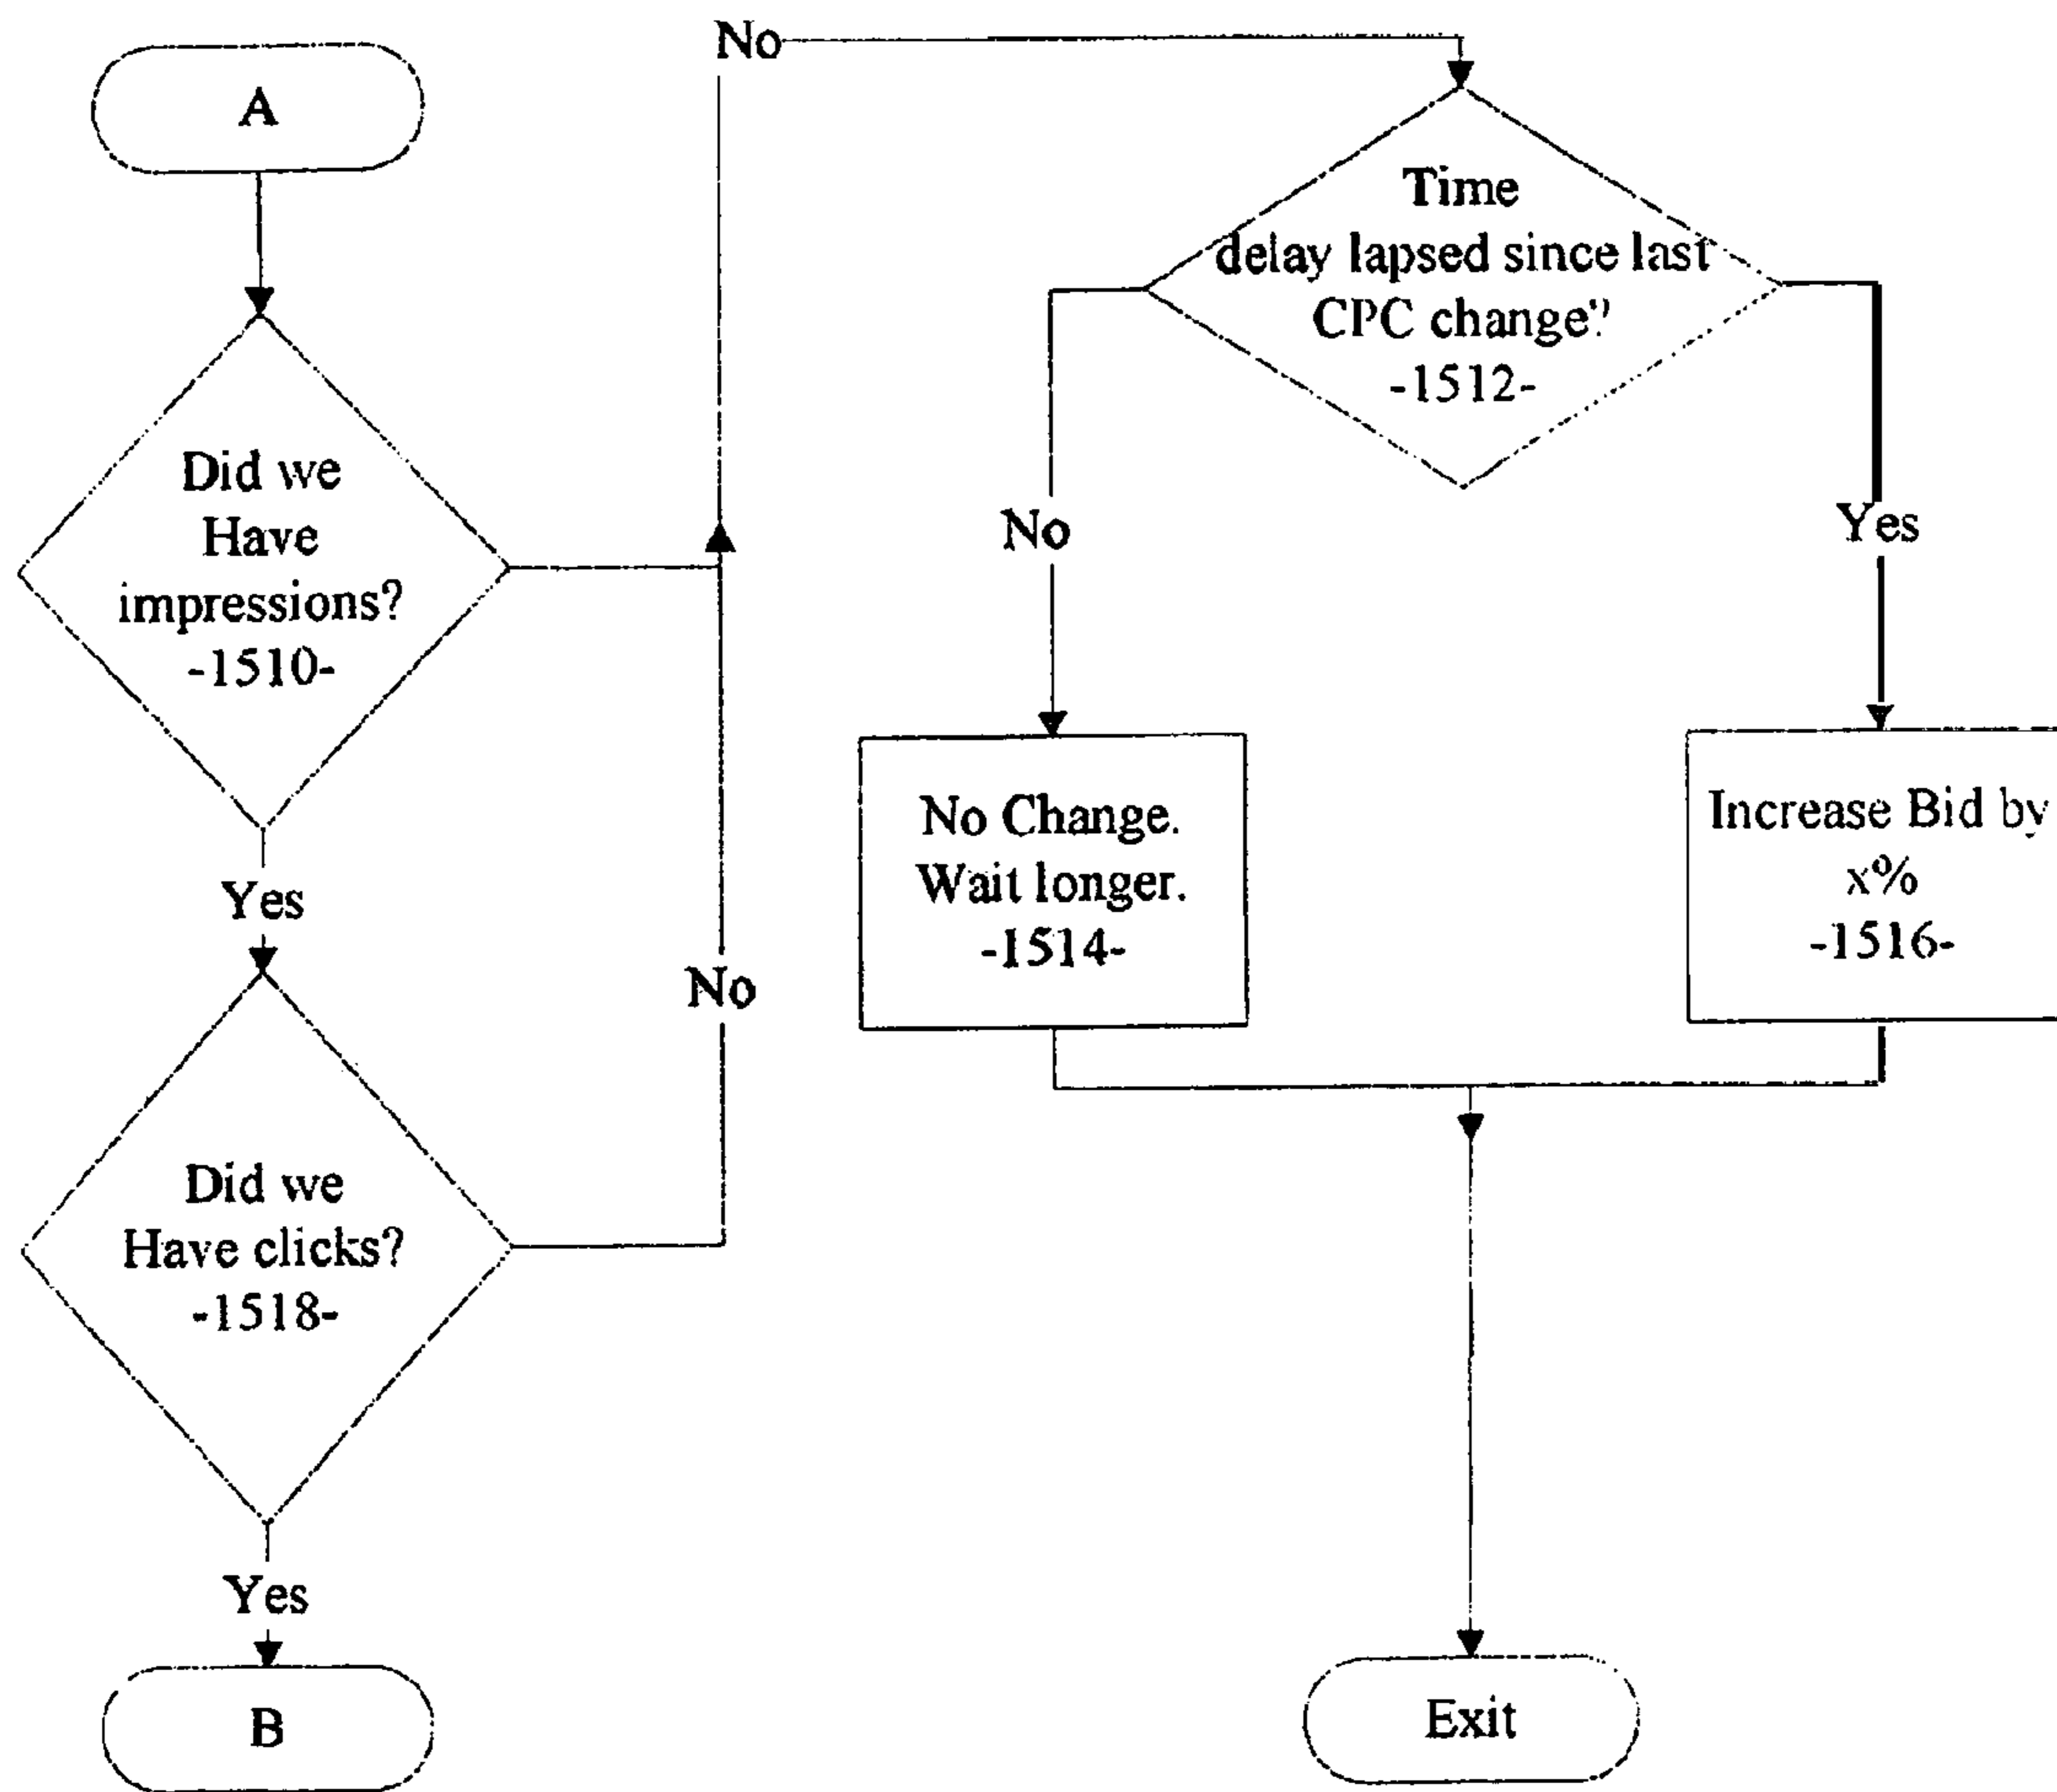 A
Did we
Have
impressions?
-1510-
Yes
Did we
Have clicks?
-1518-
Yes
B
No
No
Time
delay lapsed since last
CPC change?
-1512-
No
Yes
No Change.
Wait longer.
-1514-
Increase Bid by
x%
-1516-
Exit